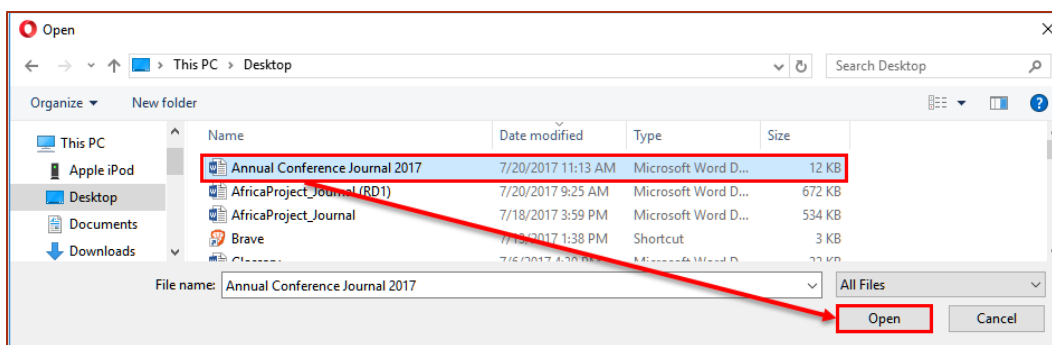 Open
This PC > Desktop
Search Desktop
Organize
New folder
Name Date modified Type Size
This PC
Apple iPod
Desktop
Documents
Downloads
Annual Conference Journal 2017 7/20/2017 11:13 AM Microsoft Word D... 12 KB
AfricaProject_Journal (RD1) 7/20/2017 9:25 AM Microsoft Word D... 672 KB
AfricaProject_Journal 7/18/2017 3:59 PM Microsoft Word D... 534 KB
Brave 1:38 PM Shortcut 3 KB
File name: Annual Conference Journal 2017 All Files
Open Cancel